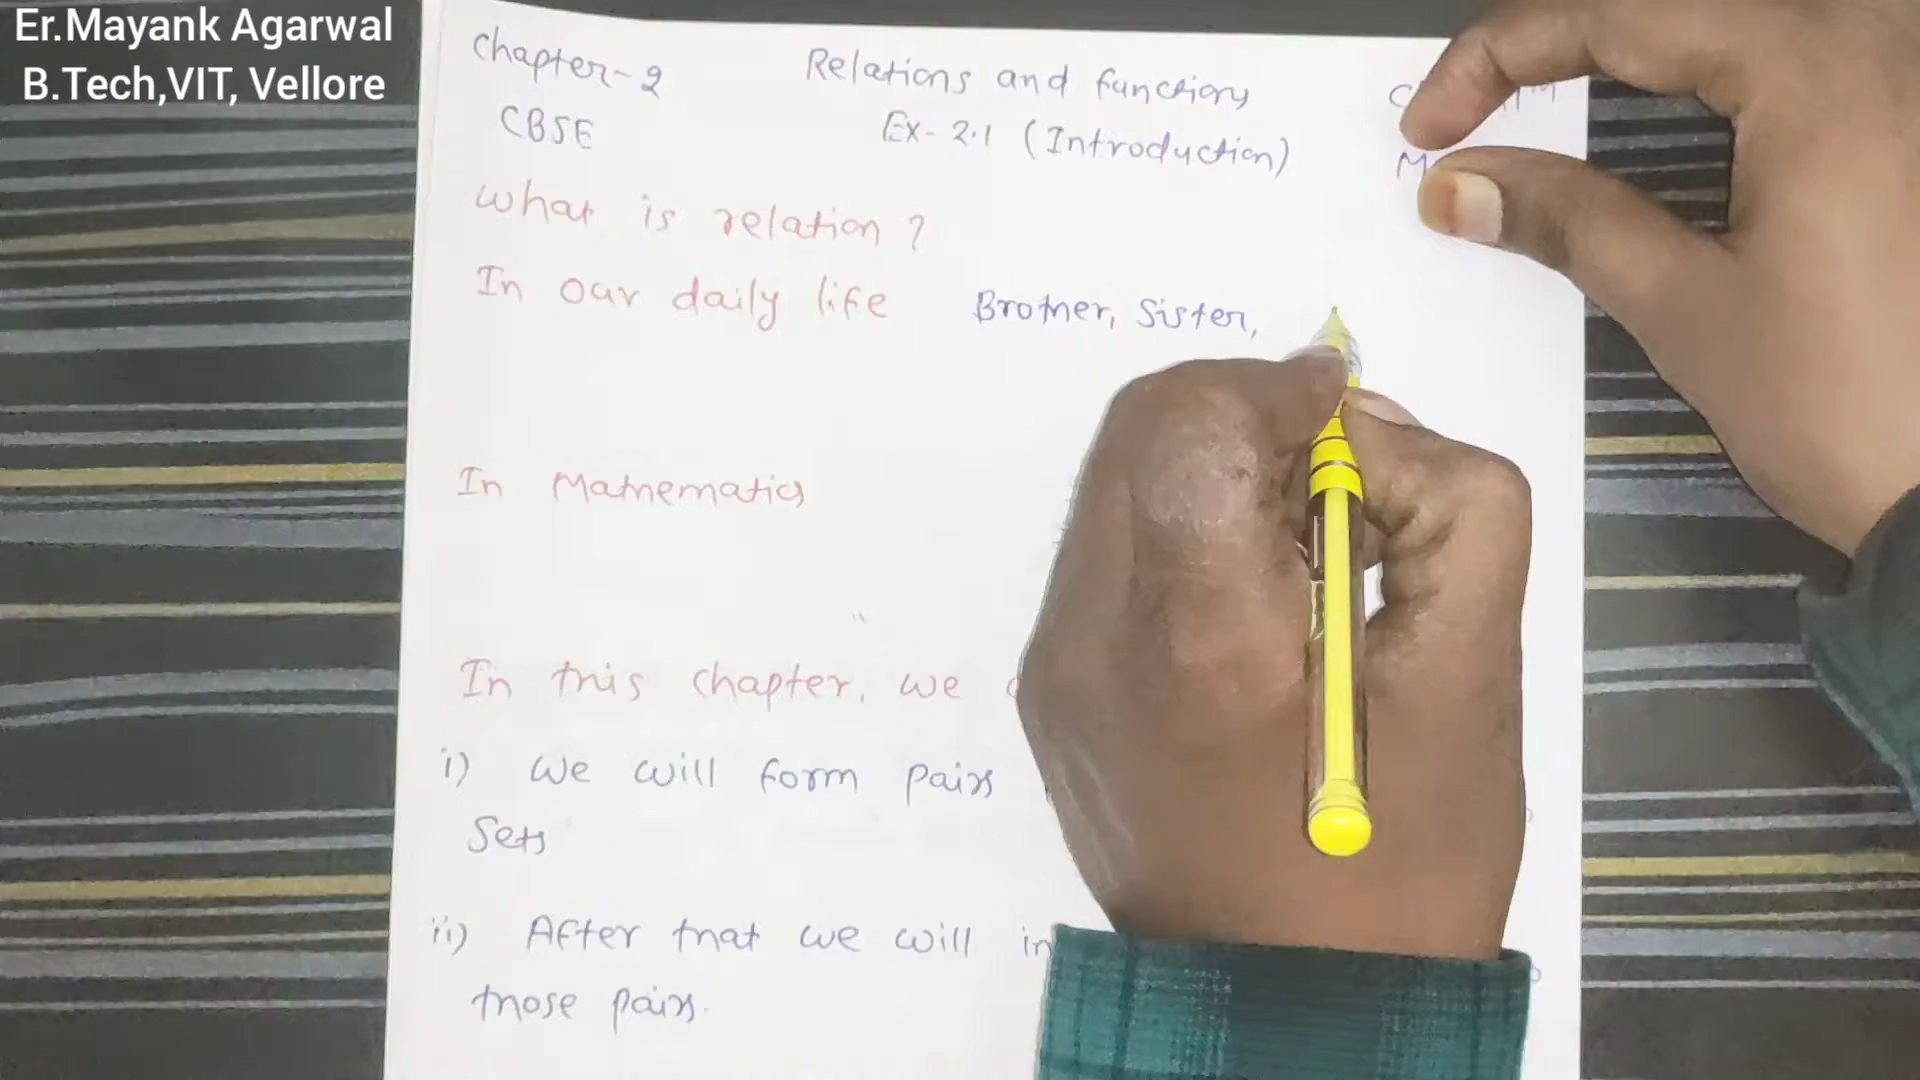 Er.Mayank Agarwal
B.Tech,VIT, Vellore
Chapter-2 Relations and functions
CBSE Ex- 2.1 (Introduction)
What is relation ?
In our daily life Brother, Sister,
In Mathematics
In this chapter, we
i) We will form pairs
Sets
ii) After that we will
those pairs.